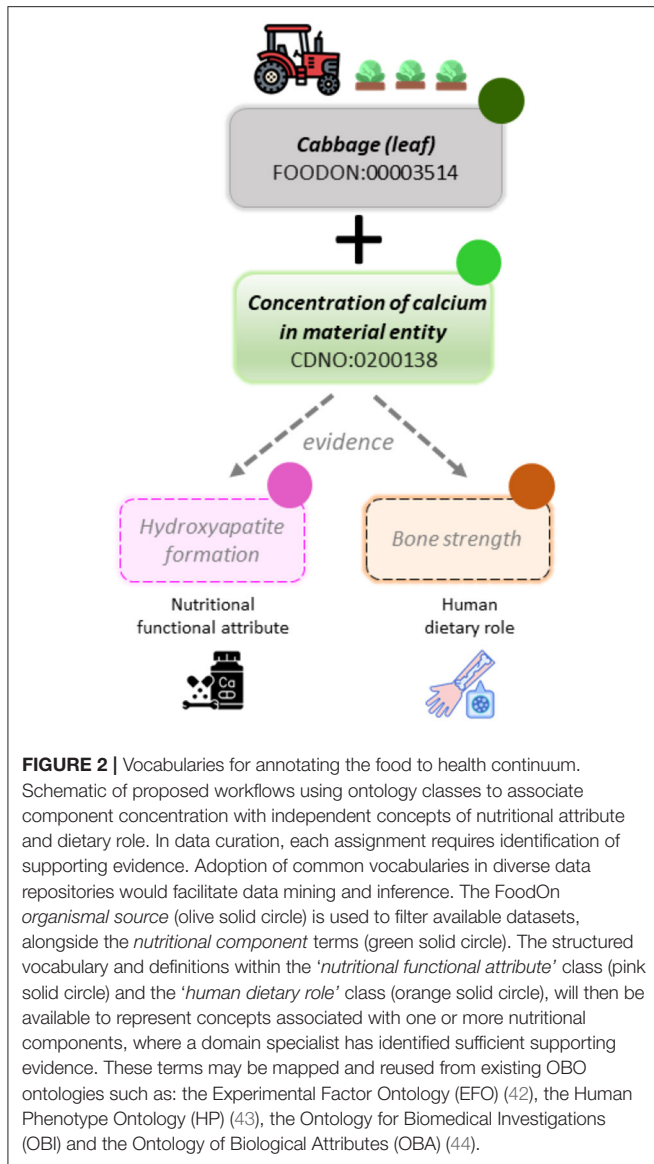 Cabbage (leaf)
FOODON:00003514
+
Concentration of calcium
in material entity
CDNO:0200138
evidence
Hydroxyapatite
formation
Bone strength
Nutritional
functional attribute
Human
dietary role
Ca
FIGURE 2 | Vocabularies for annotating the food to health continuum.
Schematic of proposed workflows using ontology classes to associate
component concentration with independent concepts of nutritional attribute
and dietary role. In data curation, each assignment requires identification of
supporting evidence. Adoption of common vocabularies in diverse data
repositories would facilitate data mining and inference. The FoodOn
organismal source (olive solid circle) is used to filter available datasets,
alongside the nutritional component terms (green solid circle). The structured
vocabulary and definitions within the ‘nutritional functional attribute’ class (pink
solid circle) and the ‘human dietary role’ class (orange solid circle), will then be
available to represent concepts associated with one or more nutritional
components, where a domain specialist has identified sufficient supporting
evidence. These terms may be mapped and reused from existing OBO
ontologies such as: the Experimental Factor Ontology (EFO) (42), the Human
Phenotype Ontology (HP) (43), the Ontology for Biomedical Investigations
(OBI) and the Ontology of Biological Attributes (OBA) (44).